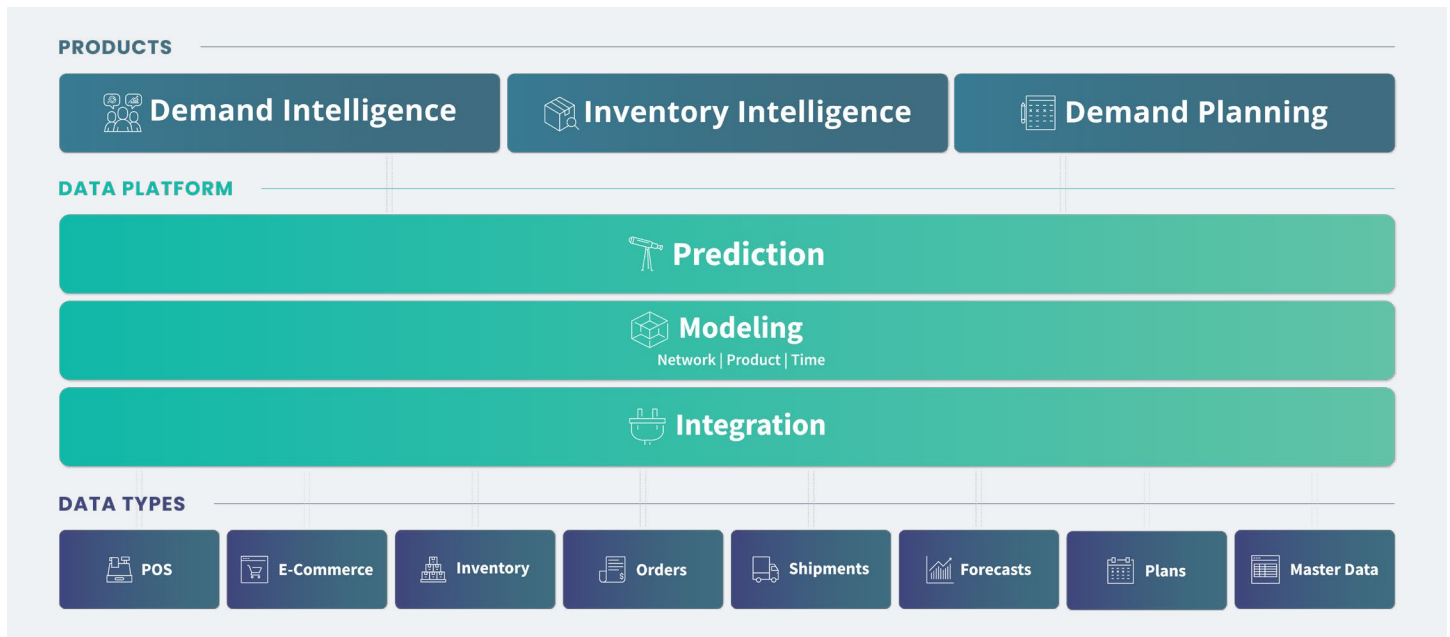 PRODUCTS
Demand Intelligence
Inventory Intelligence
Demand Planning
DATA PLATFORM
Prediction
Modeling
Network | Product | Time
Integration
DATA TYPES
POS
E-Commerce
Inventory
Orders
Shipments
Forecasts
Plans
Master Data